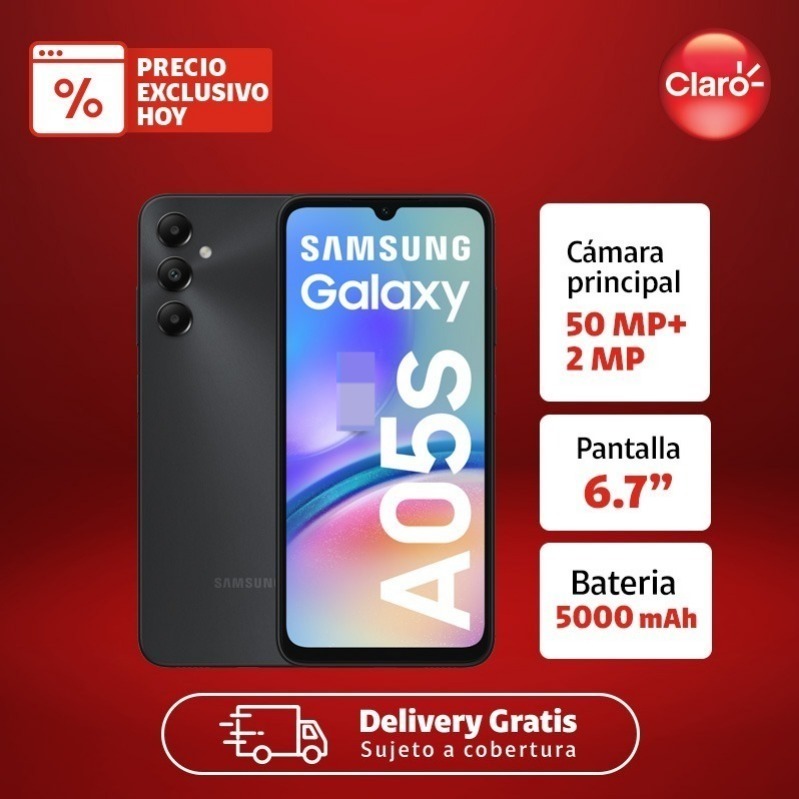 %
PRECIO
EXCLUSIVO
HOY
Claro
SAMSUNG
Galaxy
A05s
SAMSUN
Cámara
principal
50 MP+
2 MP
Pantalla
6.7”
Bateria
5000 mAh
Delivery Gratis
Sujeto a cobertura